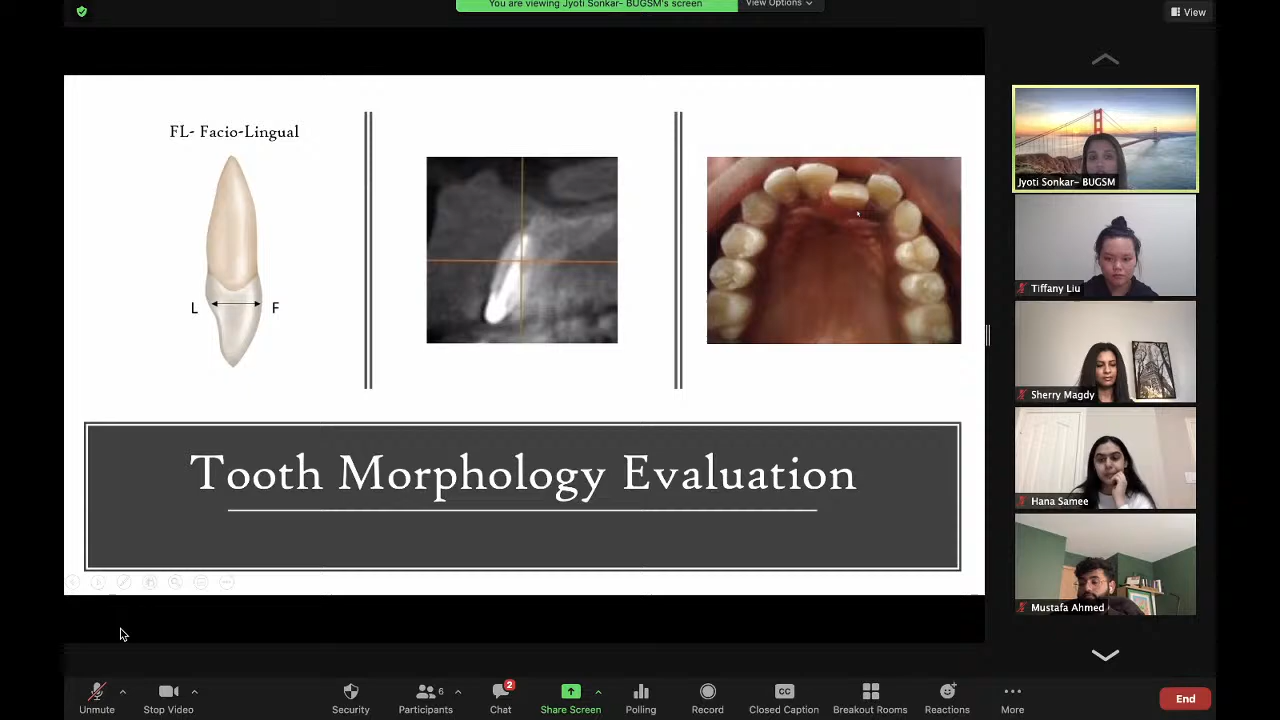 You are viewing Jyoti Sonkar- BUGSM's screen
View Options
View
FL- Facio-Lingual
L
F
Tooth Morphology Evaluation
Jyoti Sonkar- BUGSM
Tiffany Liu
Sherry Magdy
Hana Samee
Mustafa Ahmed
Unmute
Stop Video
Security
6
Participants
2
Chat
Share Screen
Polling
Record
CC
Closed Caption
Breakout Rooms
Reactions
More
End